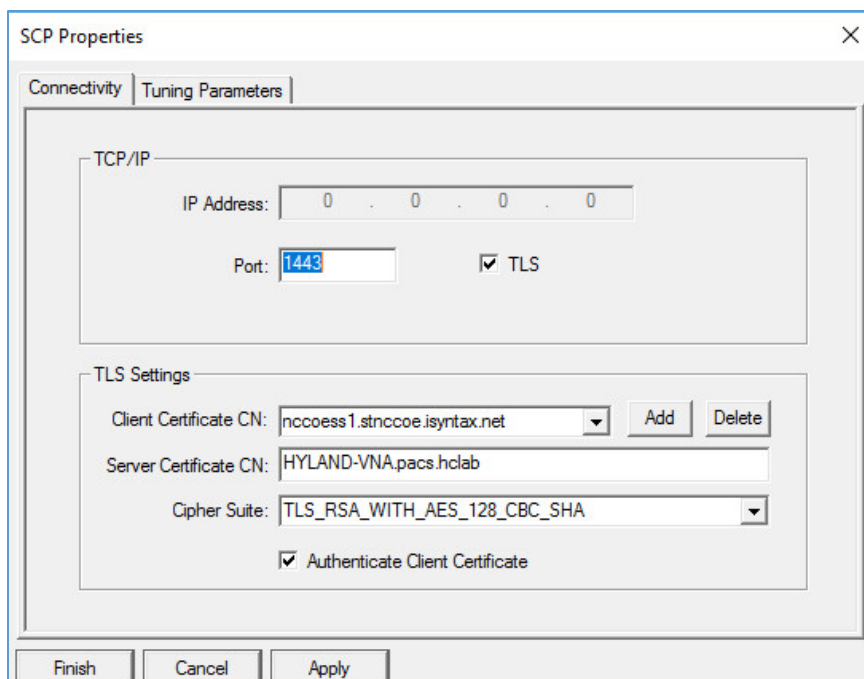 SCP Properties
Connectivity Tuning Parameters
TCP/IP
IP Address: 0 . 0 . 0 . 0
Port: 1443 TLS
TLS Settings
Client Certificate CN: nccoess1.stnccoe.isyntax.net Add Delete
Server Certificate CN: HYLAND-VNA.pacs.hclab
Cipher Suite: TLS_RSA_WITH_AES_128_CBC_SHA
Authenticate Client Certificate
Finish Cancel Apply